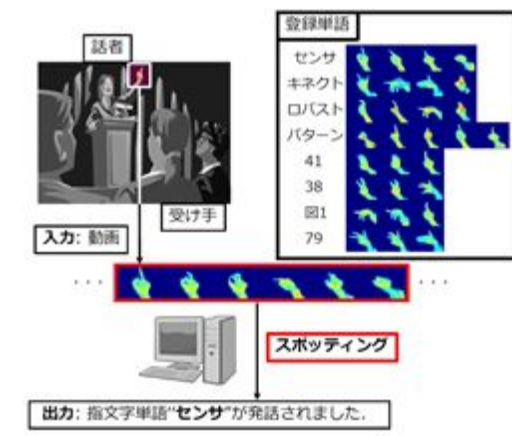 登録単語
話者
センサ
キネクト
ロバスト
パターン
41
38
図1
79
受け手
入力: 動画
・・・ ・・・
スポッティング
出力: 指文字単語"センサ"が発話されました.